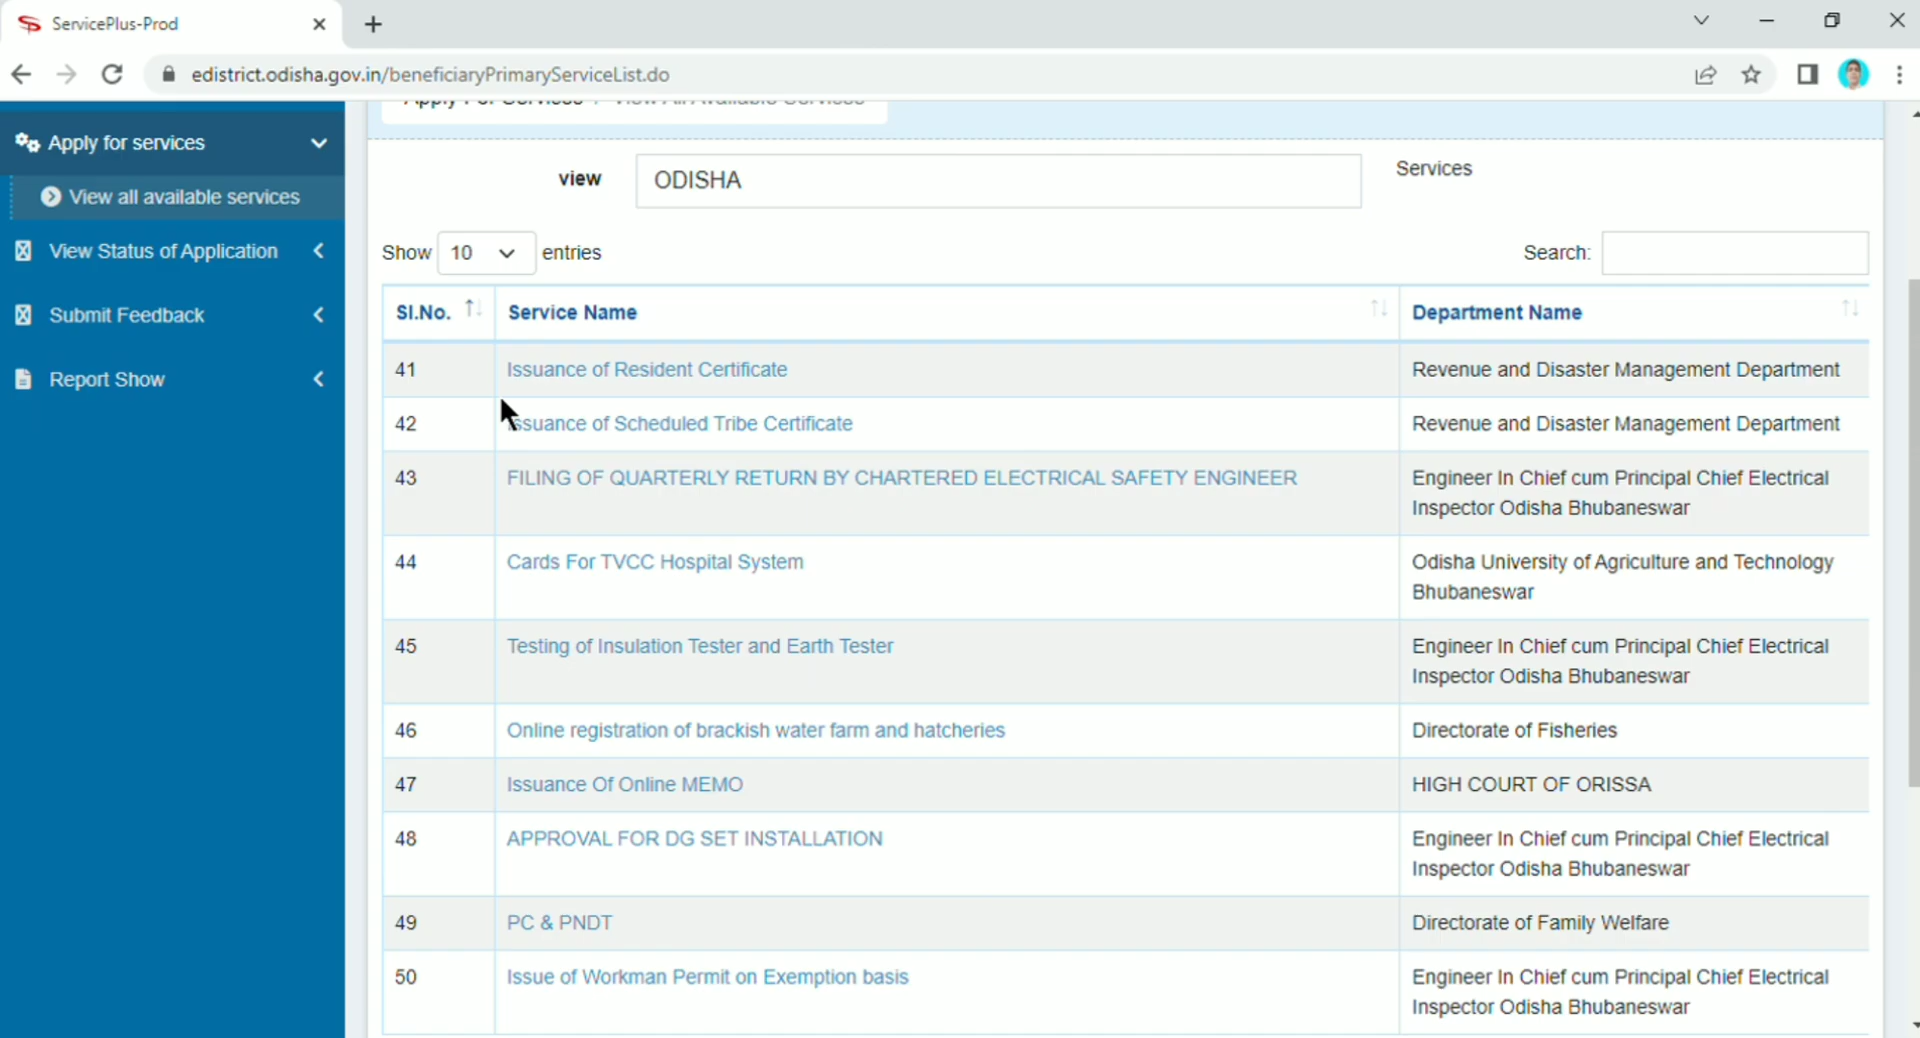 ServicePlus-Prod
edistrict.odisha.gov.in/beneficiaryPrimaryServiceList.do
Apply For Services / View All Available Services
Apply for services
View all available services
View Status of Application
Submit Feedback
Report Show
view ODISHA Services
Show 10 entries Search:
Sl.No. Service Name Department Name
41 Issuance of Resident Certificate Revenue and Disaster Management Department
42 Issuance of Scheduled Tribe Certificate Revenue and Disaster Management Department
43 FILING OF QUARTERLY RETURN BY CHARTERED ELECTRICAL SAFETY ENGINEER Engineer In Chief cum Principal Chief Electrical
Inspector Odisha Bhubaneswar
44 Cards For TVCC Hospital System Odisha University of Agriculture and Technology
Bhubaneswar
45 Testing of Insulation Tester and Earth Tester Engineer In Chief cum Principal Chief Electrical
Inspector Odisha Bhubaneswar
46 Online registration of brackish water farm and hatcheries Directorate of Fisheries
47 Issuance Of Online MEMO HIGH COURT OF ORISSA
48 APPROVAL FOR DG SET INSTALLATION Engineer In Chief cum Principal Chief Electrical
Inspector Odisha Bhubaneswar
49 PC & PNDT Directorate of Family Welfare
50 Issue of Workman Permit on Exemption basis Engineer In Chief cum Principal Chief Electrical
Inspector Odisha Bhubaneswar